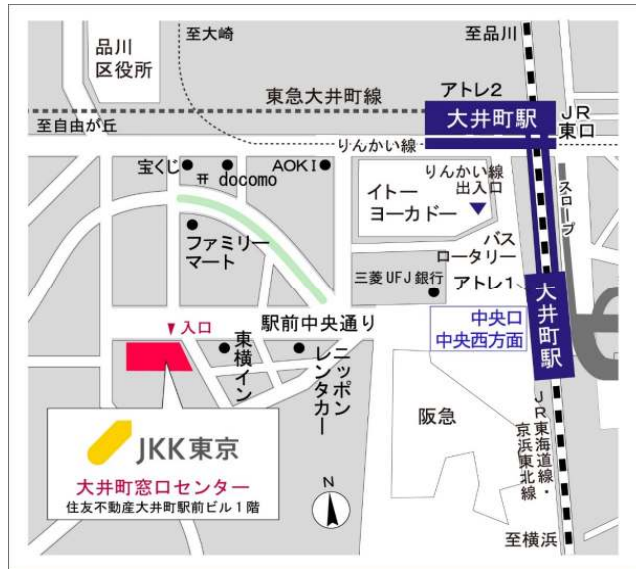 至大崎
至品川
品川
区役所
アトレ2
東急大井町線
大井町駅
JR
東口
至自由が丘
りんかい線
宝くじ
docomo
AOKI
りんかい線
出入口
イトー
ヨーカドー
スロープ
ファミリー
マート
バス
ロータリー
三菱UFJ銀行
アトレ1
大井町駅
駅前中央通り
中央口
中央西方面
入口
東横イン
ニッポン
レンタカー
阪急
JR東海道線・
京浜東北線
JKK東京
大井町窓口センター
住友不動産大井町駅前ビル1階
N
至横浜